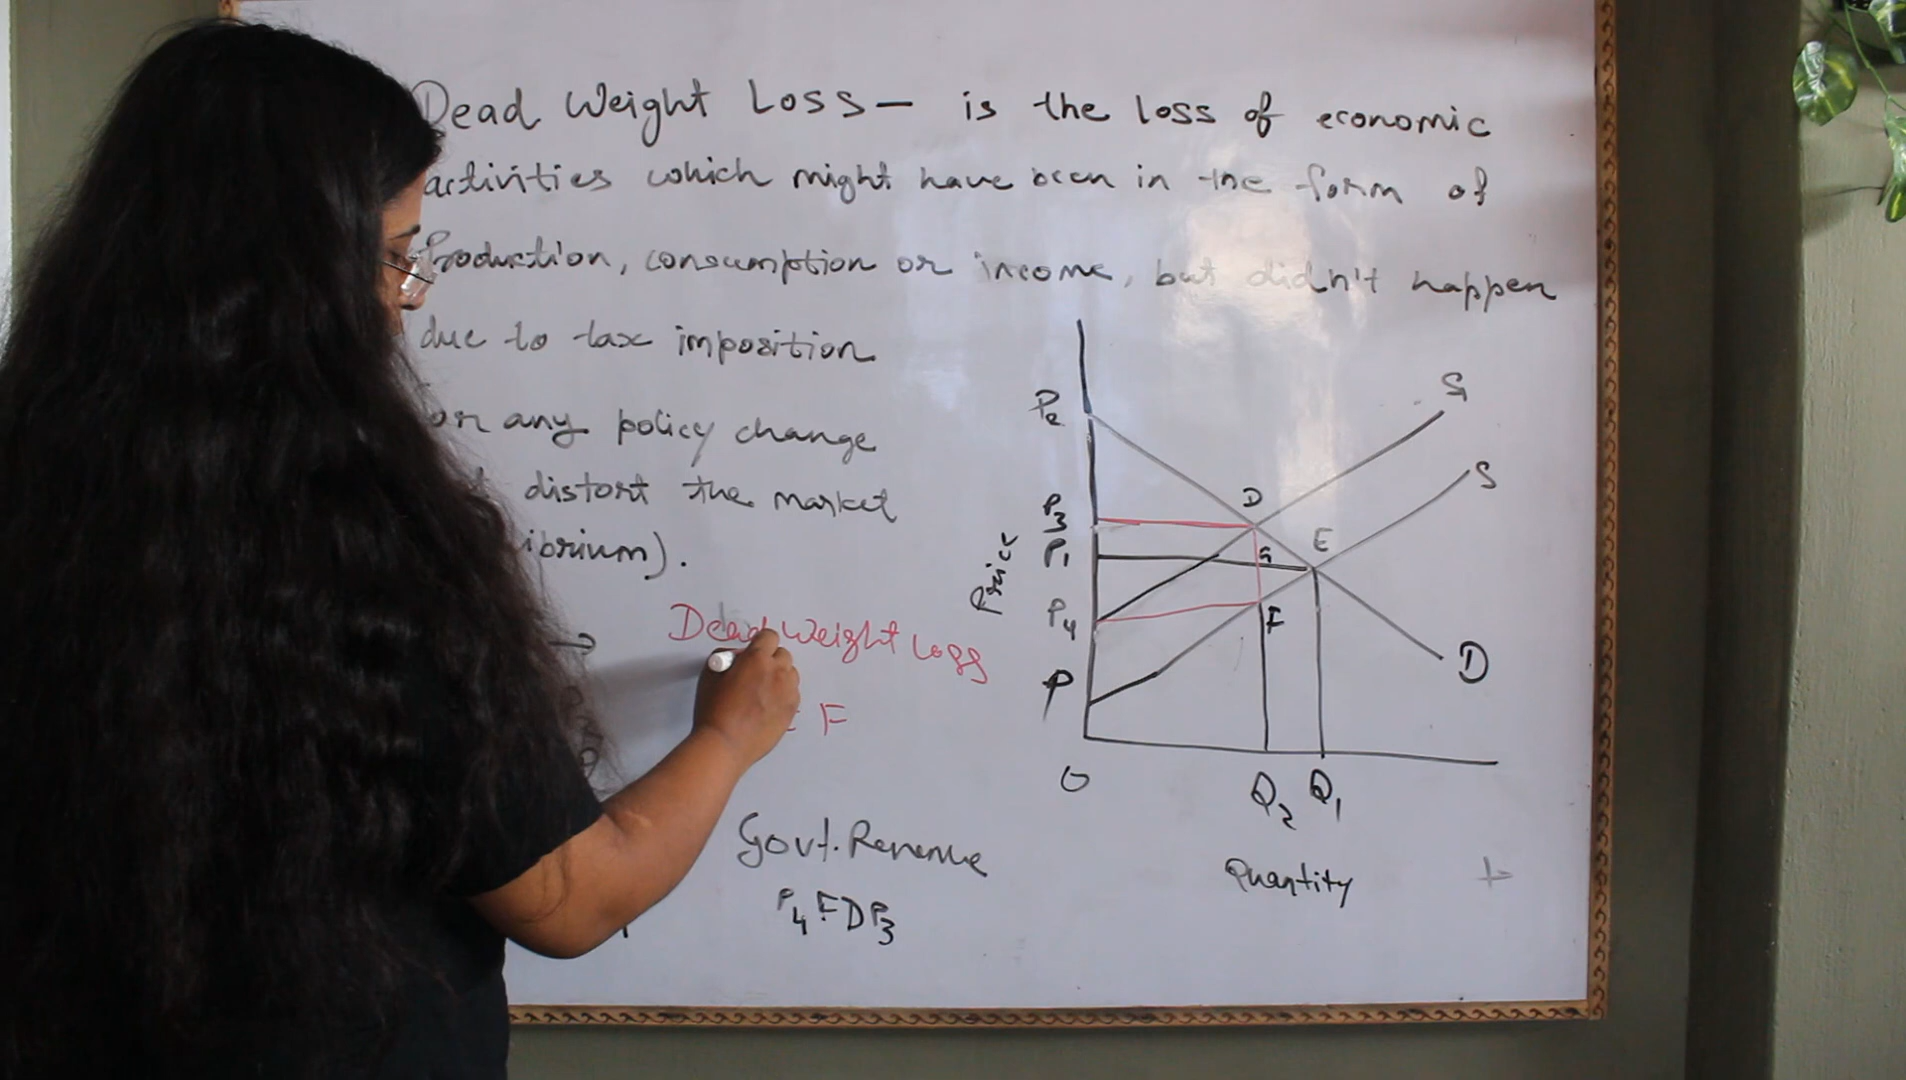 Dead Weight Loss — is the loss of economic
activities which might have been in the form of
Production, consumption or income, but didn't happen
due to tax imposition
or any policy change
distort the market
ibrium).
Dead Weight Loss
F
Govt. Revenue
P4 F D P3
P2
P3
P1
P4
P
Price
S1
S
D
E
G
F
D
O
Q2 Q1
Quantity